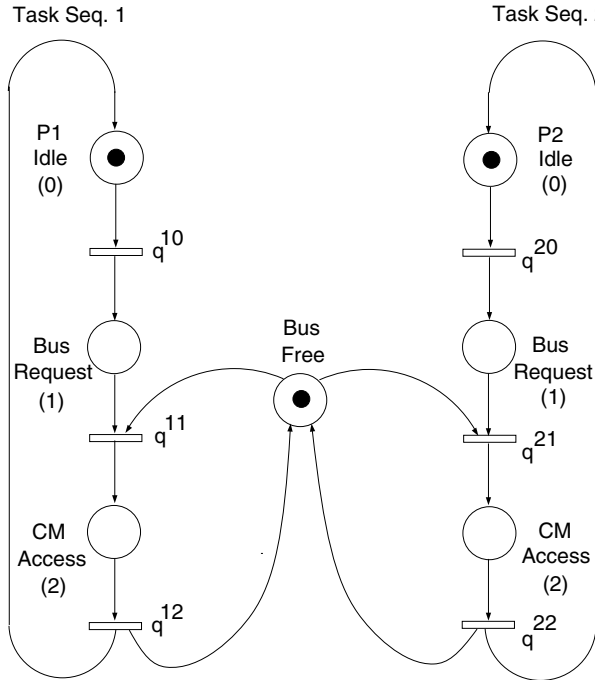 Task Seq. 1
Task Seq.
P1
Idle
(0)
P2
Idle
(0)
q10
q20
Bus
Request
(1)
Bus
Free
Bus
Request
(1)
q11
q21
CM
Access
(2)
CM
Access
(2)
q12
q22